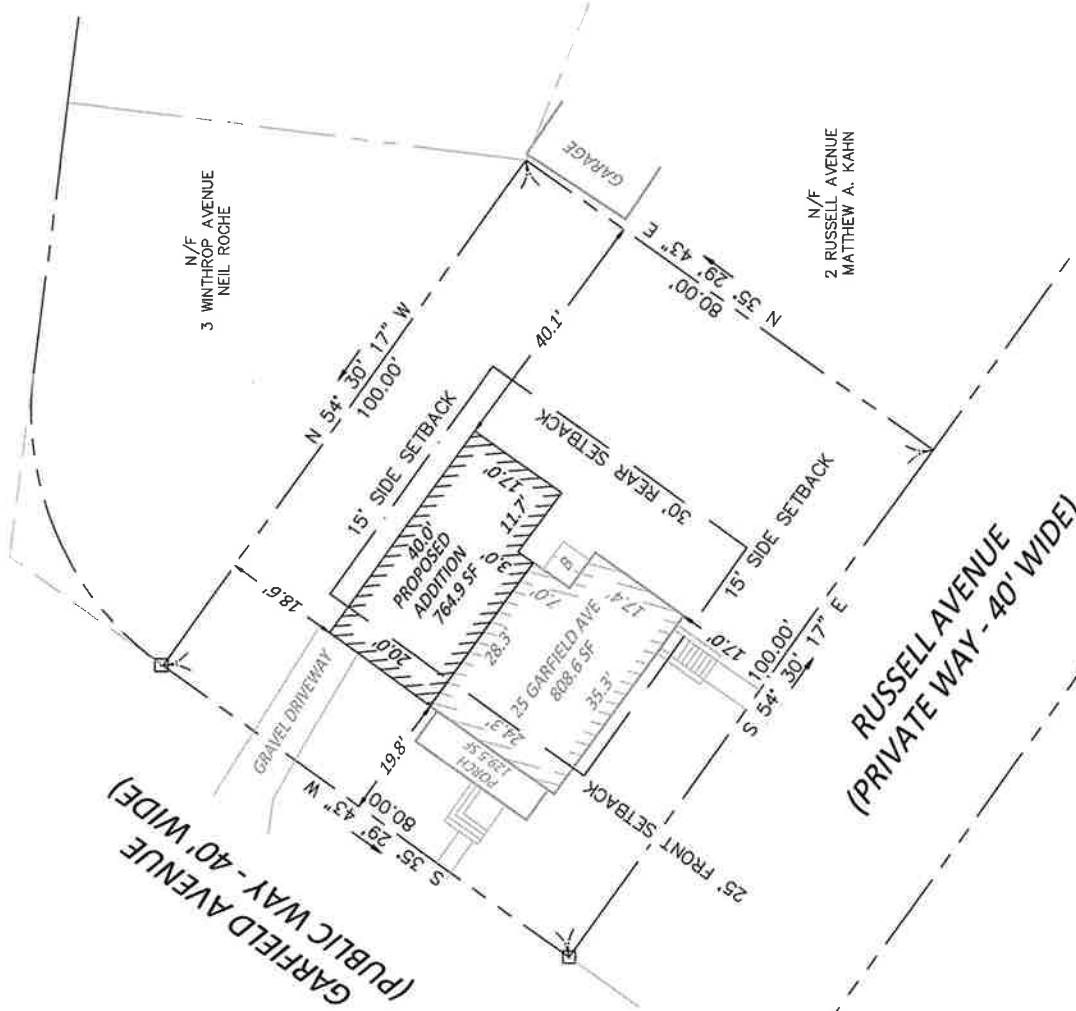 N/F
3 WINTHROP AVENUE
NEIL ROCHE
GARAGE
N/F
2 RUSSELL AVENUE
MATTHEW A. KAHN
N 54° 30' 17" W
100.00'
N 35° 29' 43" E
80.00'
40.1'
15' SIDE SETBACK
30' REAR SETBACK
18.6'
40.0'
PROPOSED
ADDITION
764.9 SF
17.0'
11.7'
3.0'
20.0'
GRAVEL DRIVEWAY
B
7.0'
17.4'
28.3'
25 GARFIELD AVE
808.6 SF
24.3'
35.3'
PORCH
129.5 SF
19.8'
17.0'
15' SIDE SETBACK
S 35° 29' 43" W
80.00'
25' FRONT SETBACK
100.00'
S 54° 30' 17" E
GARFIELD AVENUE
(PUBLIC WAY - 40' WIDE)
RUSSELL AVENUE
(PRIVATE WAY - 40' WIDE)